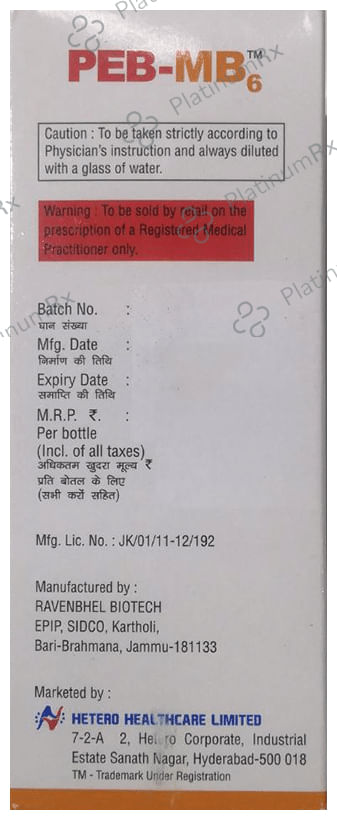 PEB-MB6™
Caution : To be taken strictly according to
Physician's instruction and always diluted
with a glass of water.
Warning : To be sold by retail on the
prescription of a Registered Medical
Practitioner only.
Batch No. :
घान संख्या
Mfg. Date :
निर्माण की तिथि
Expiry Date :
समाप्ति की तिथि
M.R.P. ₹. :
Per bottle
(Incl. of all taxes)
अधिकतम खुदरा मूल्य ₹
प्रति बोतल के लिए
(सभी करों सहित)
Mfg. Lic. No. : JK/01/11-12/192
Manufactured by :
RAVENBHEL BIOTECH
EPIP, SIDCO, Kartholi,
Bari-Brahmana, Jammu-181133
Marketed by :
HETERO HEALTHCARE LIMITED
7-2-A 2, Hetero Corporate, Industrial
Estate Sanath Nagar, Hyderabad-500 018
TM - Trademark Under Registration
PlatinumRx
PlatinumRx
PlatinumRx